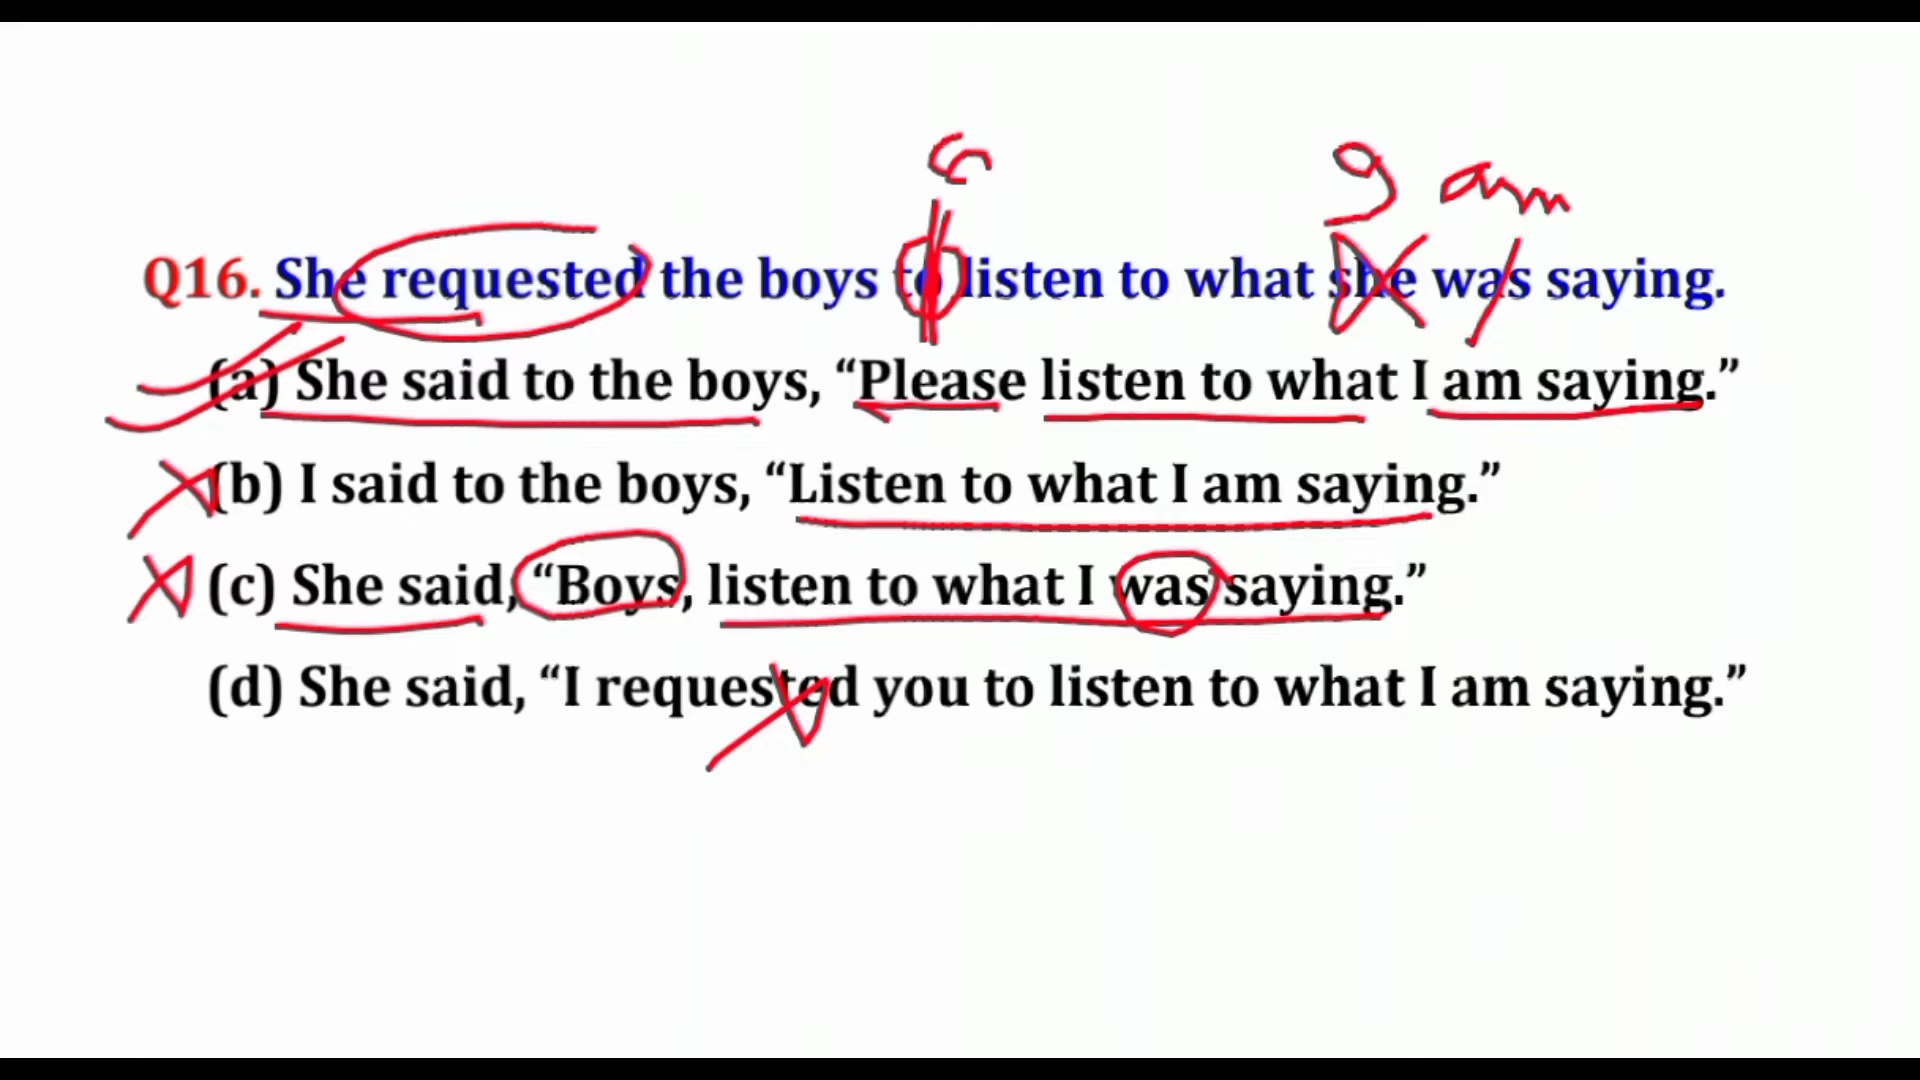 I am
Q16. She requested the boys to listen to what she was saying.
(a) She said to the boys, “Please listen to what I am saying.”
(b) I said to the boys, “Listen to what I am saying.”
(c) She said, “Boys, listen to what I was saying.”
(d) She said, “I requested you to listen to what I am saying.”